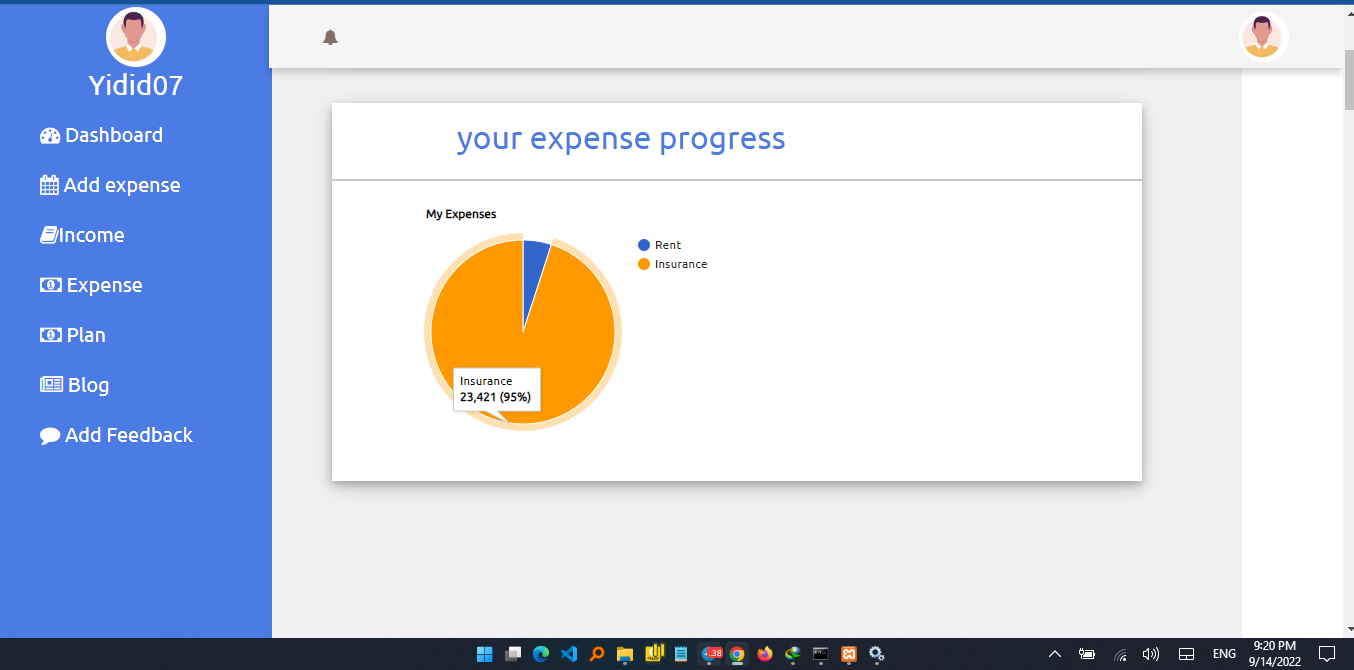 Yidid07
Dashboard
Add expense
Income
Expense
Plan
Blog
Add Feedback
your expense progress
My Expenses
Rent
Insurance
Insurance
23,421 (95%)
38
ENG
9:20 PM
9/14/2022